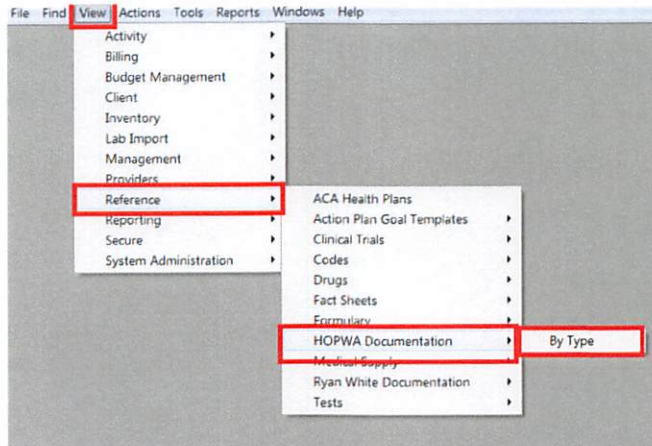 File Find View Actions Tools Reports Windows Help
Activity
Billing
Budget Management
Client
Inventory
Lab Import
Management
Providers
Reference
Reporting
Secure
System Administration
ACA Health Plans
Action Plan Goal Templates
Clinical Trials
Codes
Drugs
Fact Sheets
Formulary
HOPWA Documentation
By Type
Medical Supply
Ryan White Documentation
Tests